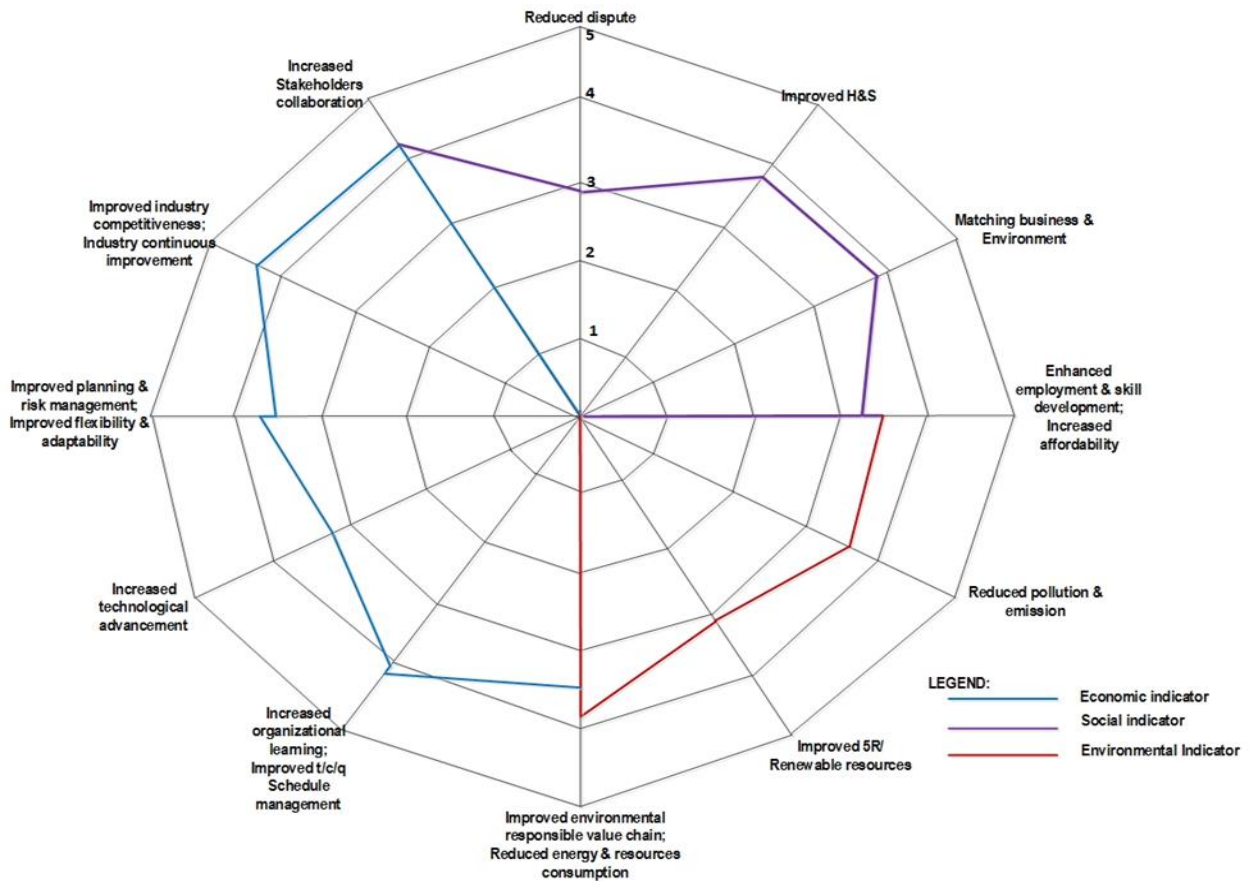 Reduced dispute
5
Increased
Stakeholders
collaboration
4
Improved H&S
3
Improved industry
competitiveness;
Industry continuous
improvement
Matching business &
Environment
2
1
Improved planning &
risk management;
Improved flexibility &
adaptability
Enhanced
employment & skill
development;
Increased
affordability
Increased
technological
advancement
Reduced pollution &
emission
LEGEND:
Economic indicator
Social indicator
Environmental Indicator
Increased
organizational
learning;
Improved t/c/q
Schedule
management
Improved 5R/
Renewable resources
Improved environmental
responsible value chain;
Reduced energy & resources
consumption